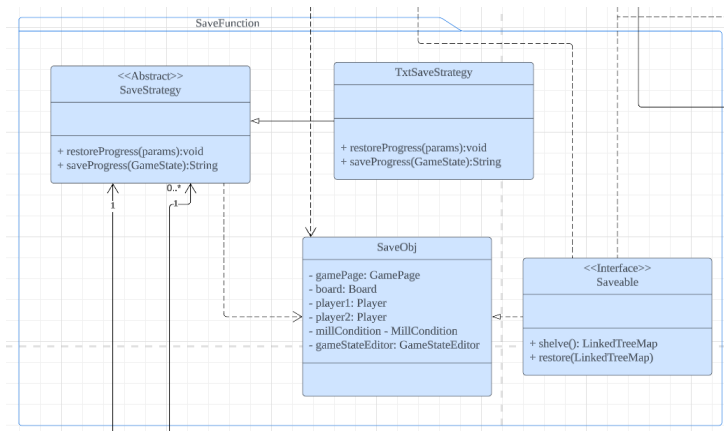 SaveFunction
<<Abstract>>
SaveStrategy
+ restoreProgress(params):void
+ saveProgress(GameState):String
TxtSaveStrategy
+ restoreProgress(params):void
+ saveProgress(GameState):String
0..*
1
1
SaveObj
- gamePage: GamePage
- board: Board
- player1: Player
- player2: Player
- millCondition - MillCondition
- gameStateEditor: GameStateEditor
<<Interface>>
Saveable
+ shelve(): LinkedTreeMap
+ restore(LinkedTreeMap)